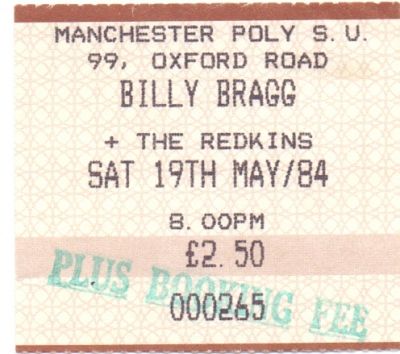 MANCHESTER POLY S. U.
99, OXFORD ROAD
BILLY BRAGG
+ THE REDKINS
SAT 19TH MAY/84
8.00PM
£2.50
PLUS BOOKING FEE
000265